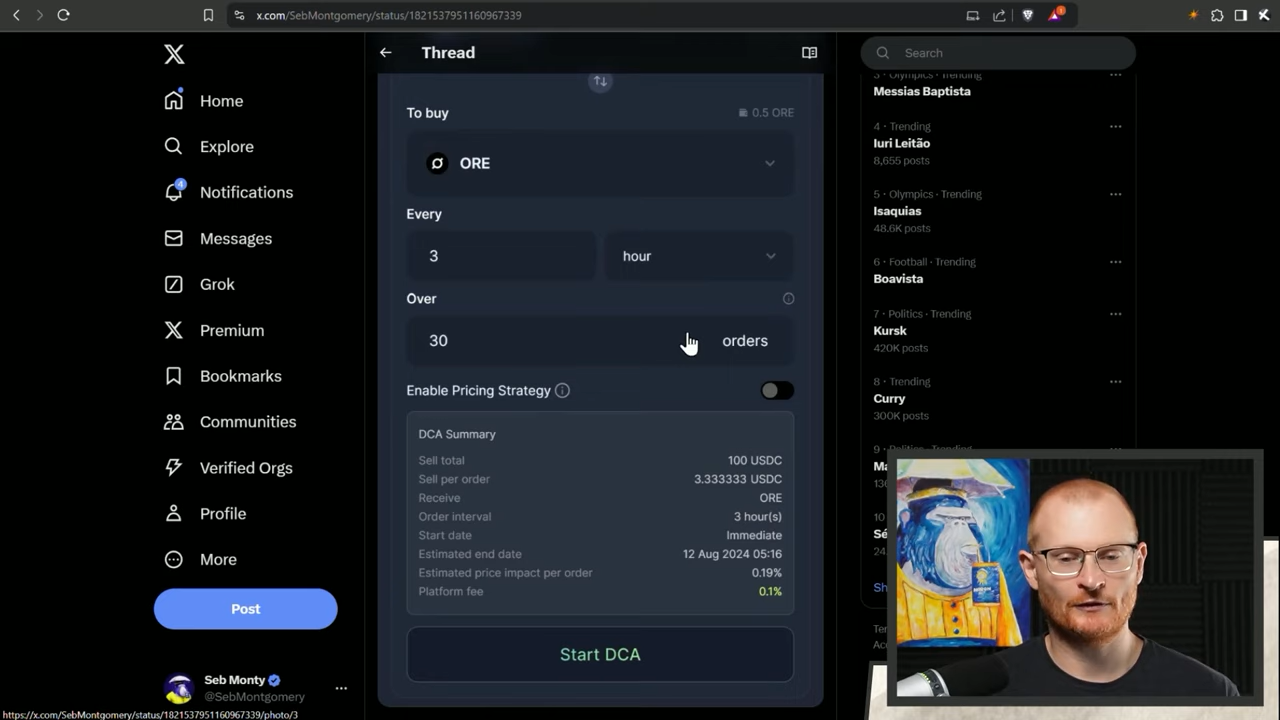 x.com/SebMontgomery/status/1821537951160967339
Home
Explore
4
Notifications
Messages
Grok
Premium
Bookmarks
Communities
Verified Orgs
Profile
More
Post
Seb Monty
@SebMontgomery
https://x.com/SebMontgomery/status/1821537951160967339/photo/3
Thread
To buy
0.5 ORE
ORE
Every
3
hour
Over
30
orders
Enable Pricing Strategy
DCA Summary
Sell total 100 USDC
Sell per order 3.333333 USDC
Receive ORE
Order interval 3 hour(s)
Start date Immediate
Estimated end date 12 Aug 2024 05:16
Estimated price impact per order 0.19%
Platform fee 0.1%
Start DCA
Search
3 · Olympics · Trending
Messias Baptista
4 · Trending
Iuri Leitão
8,655 posts
5 · Olympics · Trending
Isaquias
48.6K posts
6 · Football · Trending
Boavista
7 · Politics · Trending
Kursk
420K posts
8 · Trending
Curry
300K posts
9 · Politics · Trending
10